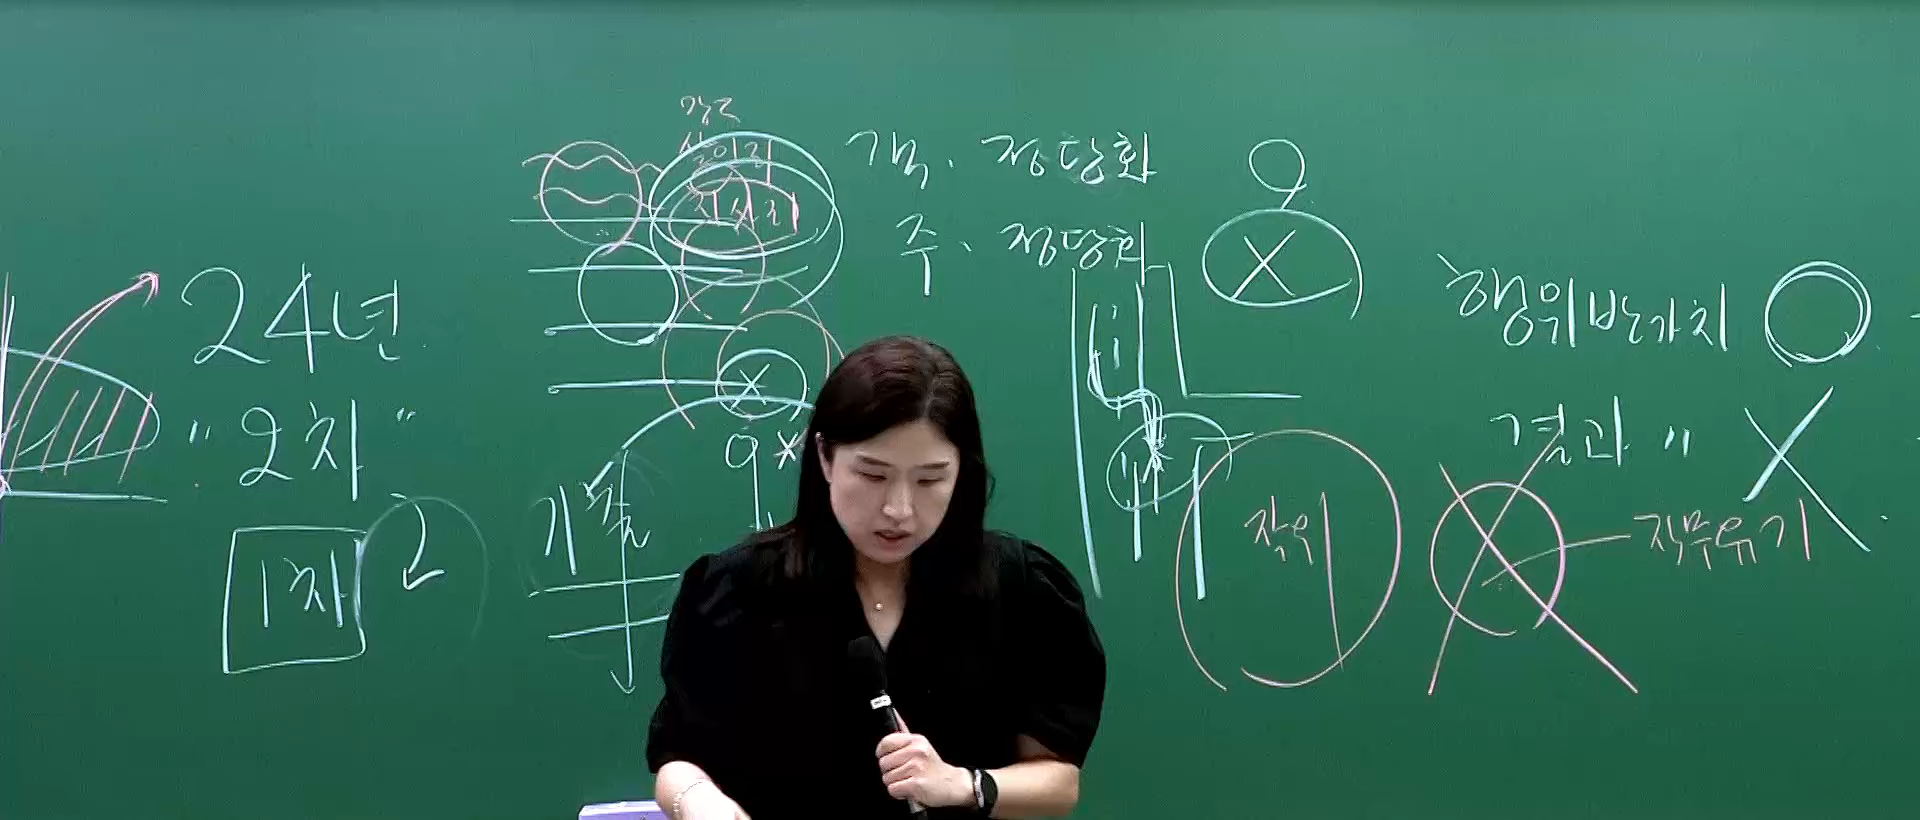 객. 정당화
주. 정당화
24년
"2차"
1차
기출
행위반가치
결과 "
작위
직무유기